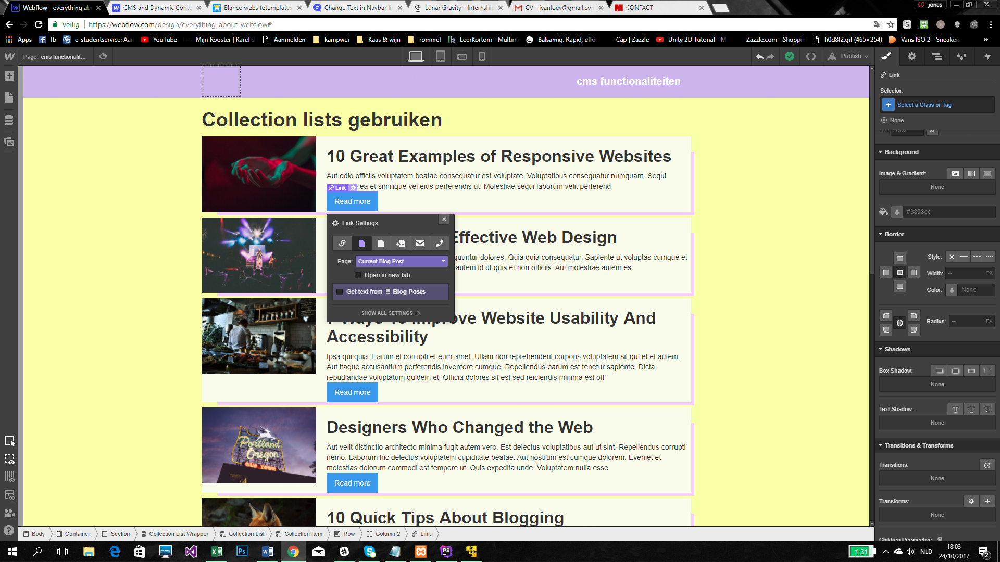 Webflow - everything abo
CMS and Dynamic Conte
Blanco websitetemplates
Change Text in Navbar li
Lunar Gravity - Internshi
CV - jvanloey@gmail.co
CONTACT
jonas
Veilig
https://webflow.com/design/everything-about-webflow#
Apps
fb
e-studentservice: Aan
YouTube
Mijn Rooster | Karel d
Aanmelden
kampwei
Kaas & wijn
rommel
LeerKortom - Multim
Balsamiq. Rapid, effe
Cap | Zazzle
Unity 2D Tutorial - M
Zazzle.com - Shoppin
h0d8f2.gif (465×254)
Vans ISO 2 - Sneaker
»
Page: cms functionalit...
Publish
Link
Selector:
Select a Class or Tag
None
cms functionaliteiten
Collection lists gebruiken
10 Great Examples of Responsive Websites
Aut odio officiis voluptatem beatae consequatur est voluptate. Voluptatibus consequatur numquam. Sequi
ea et similique vel eius perferendis ut. Molestiae sequi laborum velit perferend
Link
Read more
Link Settings
Page: Current Blog Post
Open in new tab
Get text from Blog Posts
SHOW ALL SETTINGS →
Effective Web Design
quuntur dolores. Quia quia consequatur. Sapiente ut voluptas cumque et
autem id ut quis et non officiis. Aut molestiae autem es
7 Ways To Improve Website Usability And
Accessibility
Ipsa qui quia. Earum et corrupti et eum amet. Ullam non reprehenderit corporis voluptatem sit qui et et autem.
Aut itaque accusantium perferendis inventore cumque. Repellendus earum est tenetur sapiente. Dicta
repudiandae voluptatum quidem et. Officia dolores sit est sed reiciendis minima est off
Read more
Portland
Oregon
OLD TOWN
Designers Who Changed the Web
Aut velit distinctio architecto minima fugit autem vero. Est delectus voluptatibus aut ut sint. Repellendus corrupti
nemo. Laborum hic delectus voluptatem cupiditate beatae. Aut nostrum est cumque dolorem. Eveniet et
molestias dolorum commodi est tempore ut. Quis expedita unde. Voluptatem nulla esse
Read more
10 Quick Tips About Blogging
Auto
Background
Image & Gradient:
None
#3898ec
Border
Style:
Width: -- PX
Color: None
Radius: -- PX
Shadows
Box Shadow:
None
Text Shadow:
None
Transitions & Transforms
Transitions:
None
Transforms:
None
Children Perspective:
Body
Container
Section
Collection List Wrapper
Collection List
Collection Item
Row
Column 2
Link
1:31
NLD
18:03
24/10/2017
2